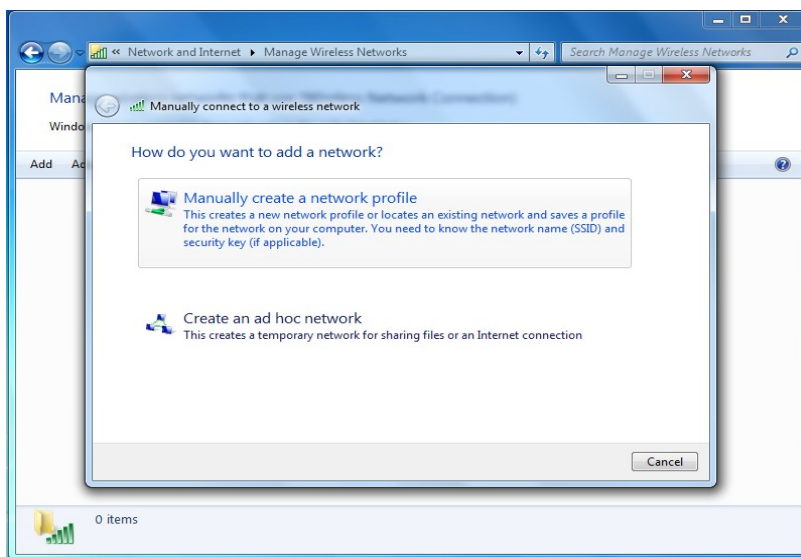 « Network and Internet ▸ Manage Wireless Networks
Search Manage Wireless Networks
Mana
Manually connect to a wireless network
Windo
How do you want to add a network?
Add Ad
Manually create a network profile
This creates a new network profile or locates an existing network and saves a profile
for the network on your computer. You need to know the network name (SSID) and
security key (if applicable).
Create an ad hoc network
This creates a temporary network for sharing files or an Internet connection
Cancel
0 items